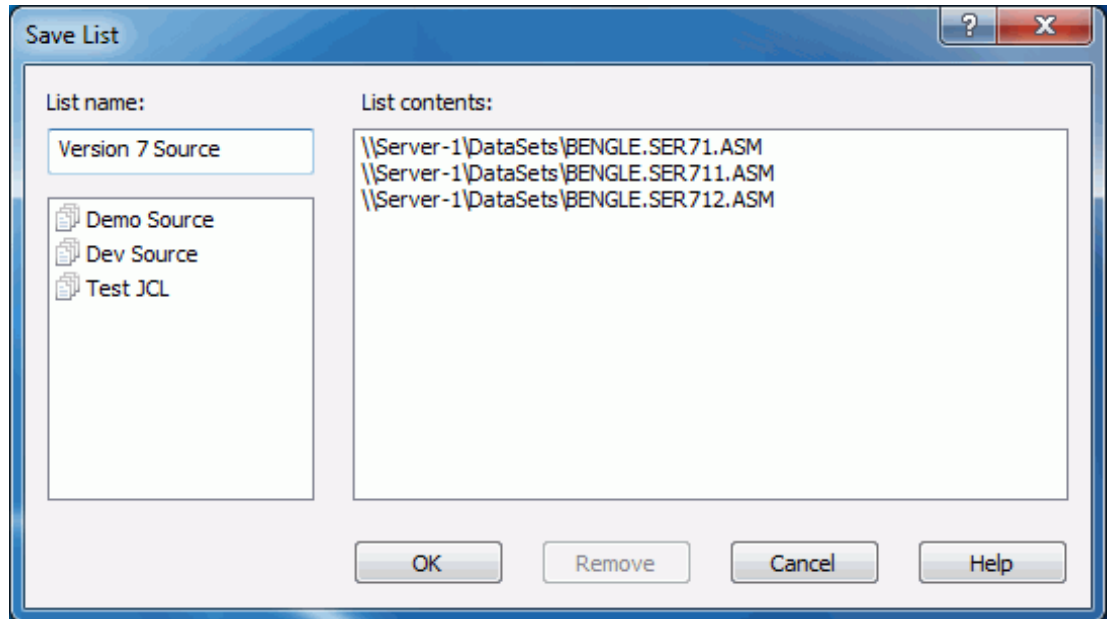 Save List
List name:
Version 7 Source
Demo Source
Dev Source
Test JCL
List contents:
\\Server-1\DataSets\BENGLE.SER71.ASM
\\Server-1\DataSets\BENGLE.SER711.ASM
\\Server-1\DataSets\BENGLE.SER712.ASM
OK
Remove
Cancel
Help